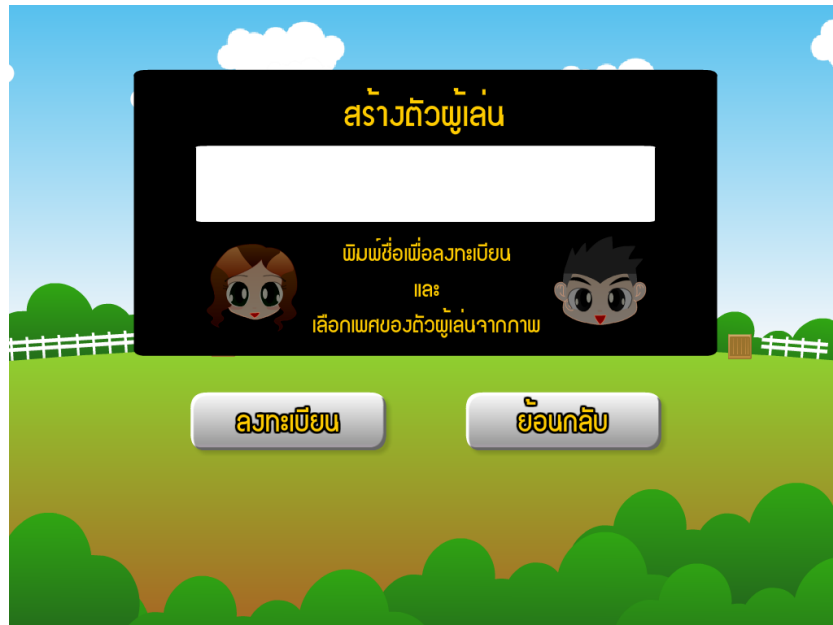 สร้างตัวผู้เล่น
พิมพ์ชื่อเพื่อลงทะเบียน
และ
เลือกเพศของตัวผู้เล่นจากภาพ
ลงทะเบียน
ย้อนกลับ